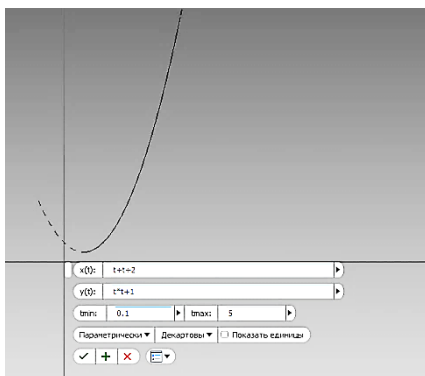 x(t): t+t+2
y(t): t*t+1
tmin: 0.1 tmax: 5
Параметрически Декартовы Показать единицы